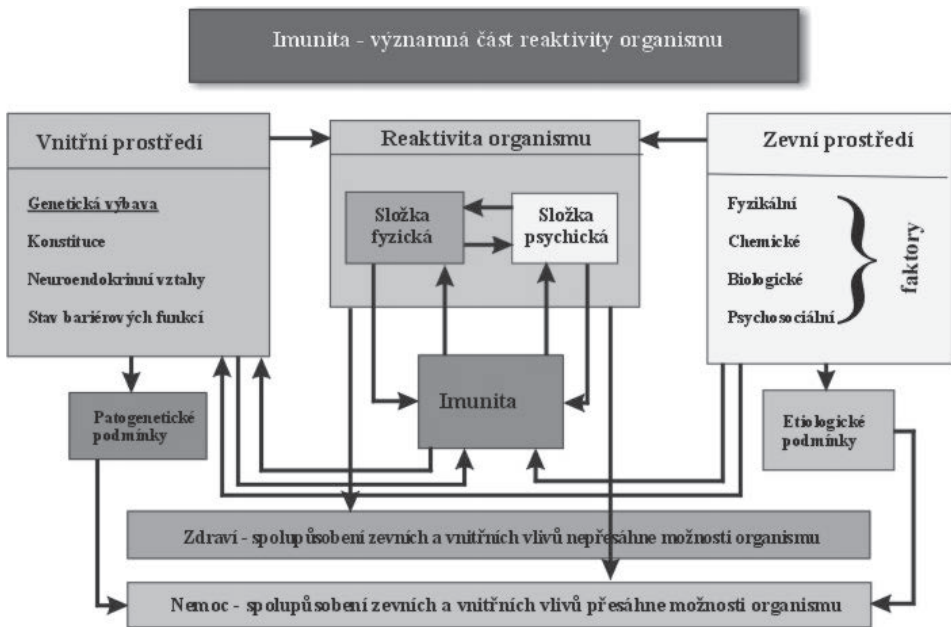 Imunita - významná část reaktivity organismu
Vnitřní prostředí
Genetická výbava
Konstituce
Neuroendokrinní vztahy
Stav bariérových funkcí
Reaktivita organismu
Složka
fyzická
Složka
psychická
Zevní prostředí
Fyzikální
Chemické
Biologické
Psychosociální
faktory
Patogenetické
podmínky
Imunita
Etiologické
podmínky
Zdraví - spolupůsobení zevních a vnitřních vlivů nepřesáhne možnosti organismu
Nemoc - spolupůsobení zevních a vnitřních vlivů přesáhne možnosti organismu